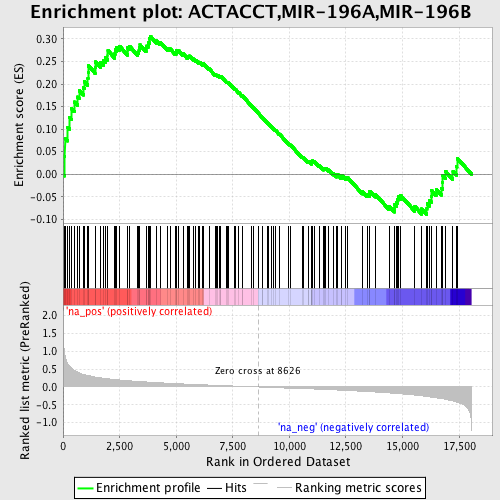 Enrichment plot: ACTACCT,MIR-196A,MIR-196B
Enrichment score (ES)
0.30
0.25
0.20
0.15
0.10
0.05
0.00
-0.05
-0.10
'na_pos' (positively correlated)
Ranked list metric (PreRanked)
2.0
1.5
1.0
0.5
0.0
-0.5
-1.0
Zero cross at 8626
'na_neg' (negatively correlated)
0
2,500
5,000
7,500
10,000
12,500
15,000
17,500
Rank in Ordered Dataset
Enrichment profile
Hits
Ranking metric scores